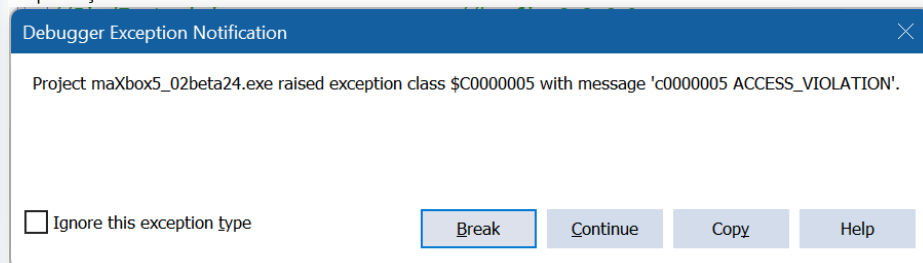 Debugger Exception Notification
Project maXbox5_02beta24.exe raised exception class $C0000005 with message 'c0000005 ACCESS_VIOLATION'.
Ignore this exception type
Break
Continue
Copy
Help